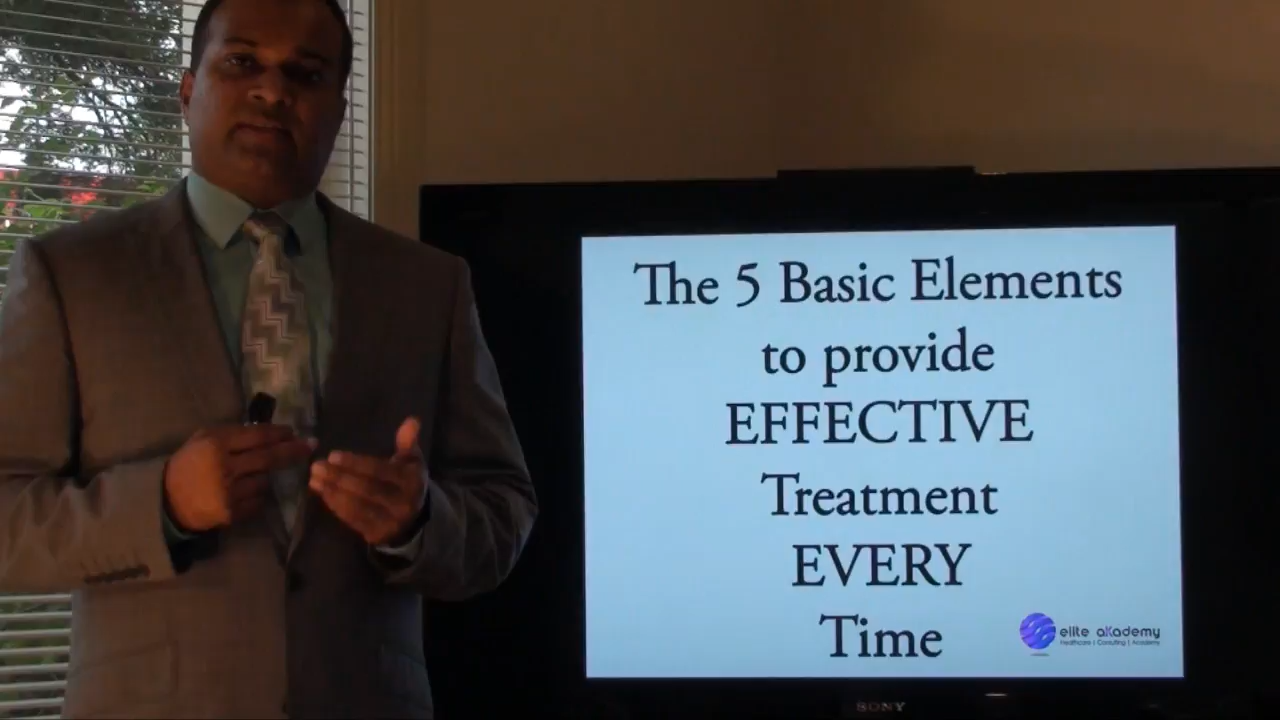 The 5 Basic Elements
to provide
EFFECTIVE
Treatment
EVERY
Time
elite aKademy
Healthcare | Consulting | Academy
SONY